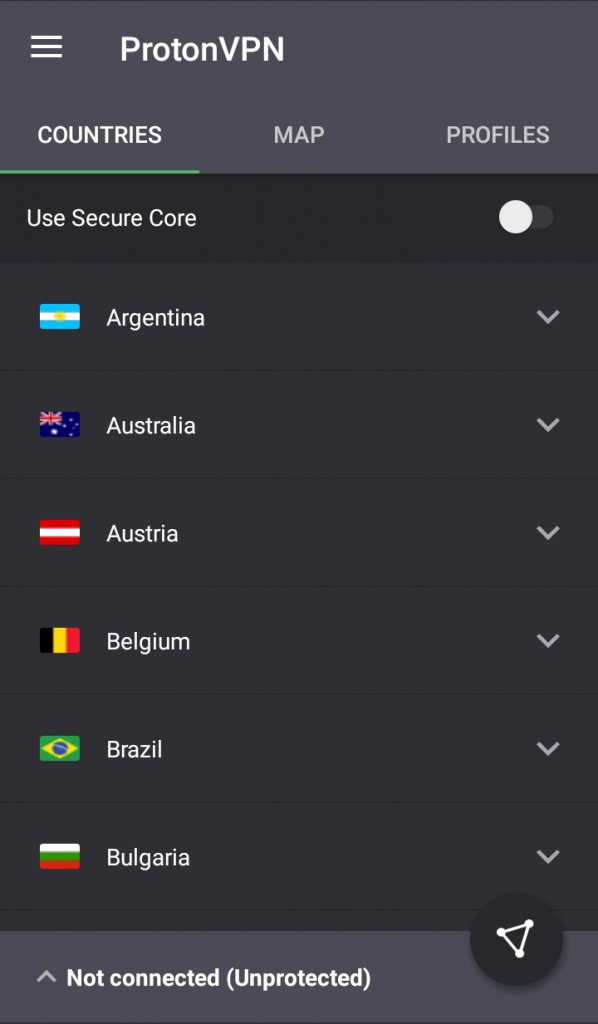 ProtonVPN
COUNTRIES MAP PROFILES
Use Secure Core
Argentina
Australia
Austria
Belgium
Brazil
Bulgaria
Not connected (Unprotected)